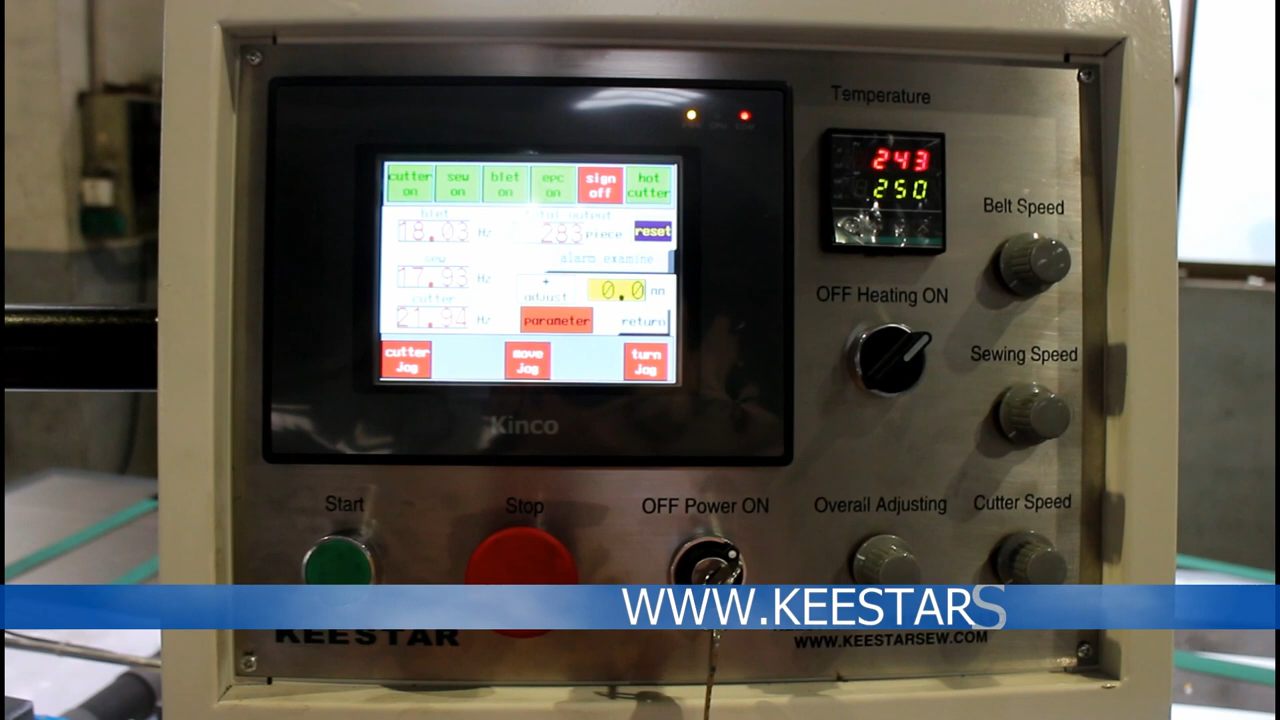 Temperature
243
250
cutter on
sew on
blet on
epc on
sign off
hot cutter
blet
18.03 Hz
total output
283 piece
reset
sew
17.93 Hz
alarm examine
+
adjust
0.0
cutter
21.94 Hz
parameter
return
cutter Jog
move Jog
turn Jog
Kinco
Belt Speed
OFF Heating ON
Sewing Speed
Start
Stop
OFF Power ON
Overall Adjusting
Cutter Speed
WWW.KEESTARS
KEESTAR
WWW.KEESTARSEW.COM